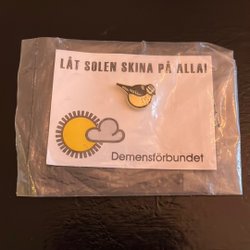 LÅT SOLEN SKINA PÅ ALLA!
Demensförbundet